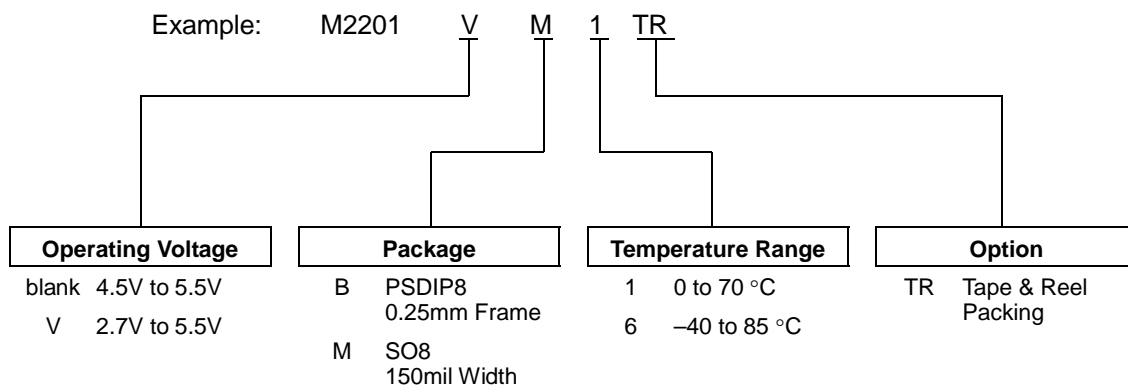 Example: M2201 V M 1 TR
Operating Voltage
blank 4.5V to 5.5V
V 2.7V to 5.5V
Package
B PSDIP8
0.25mm Frame
M SO8
150mil Width
Temperature Range
1 0 to 70 °C
6 –40 to 85 °C
Option
TR Tape & Reel
Packing